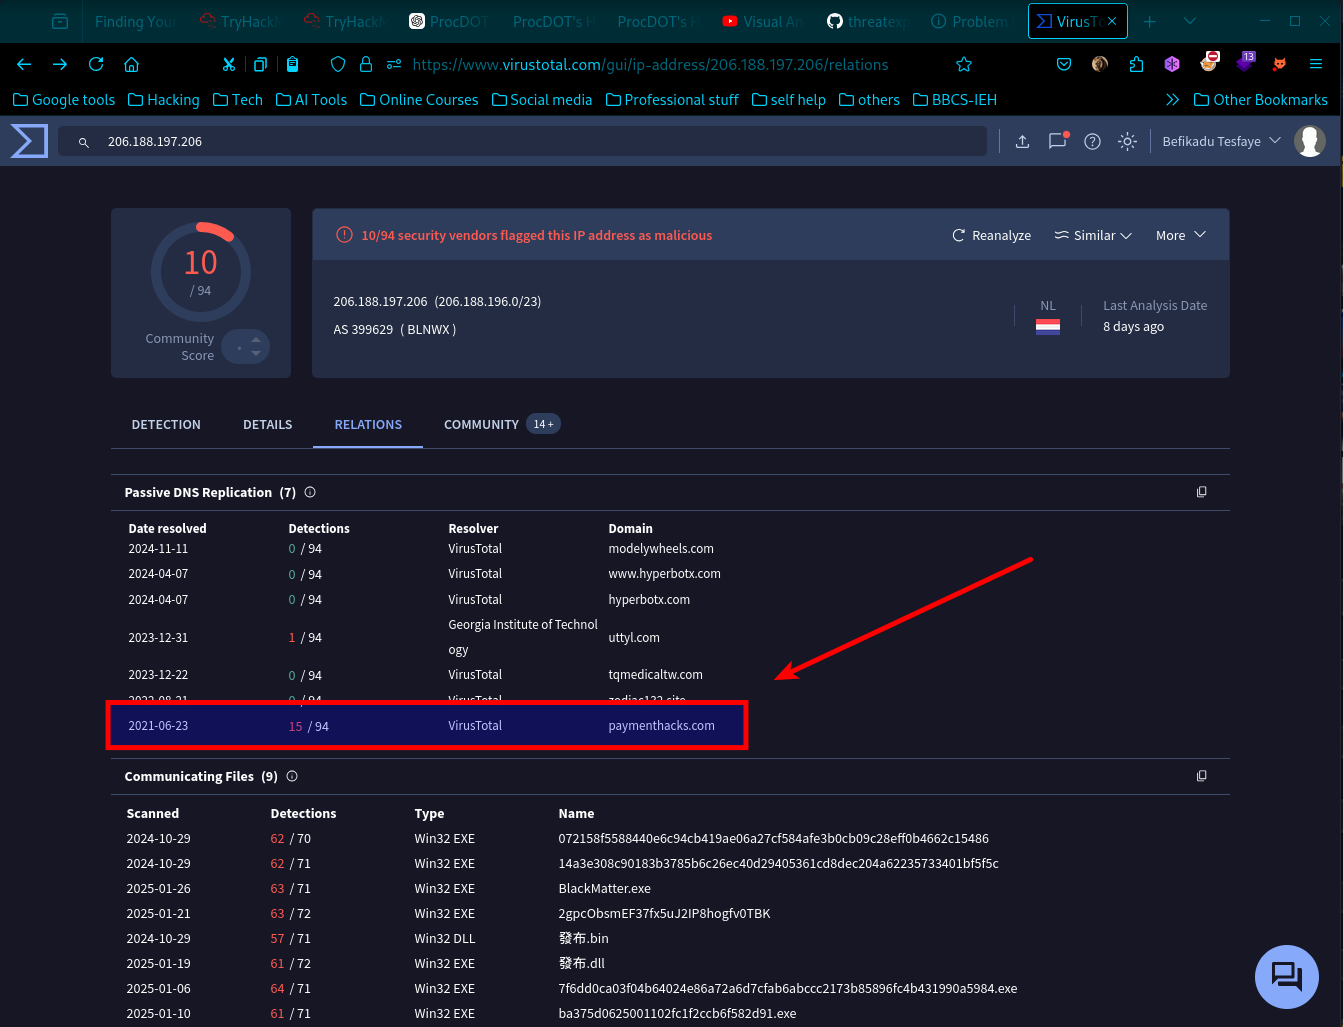 Finding You
TryHackM
TryHackM
ProcDOT
ProcDOT's H
ProcDOT's H
Visual An
threatexp
Problem
VirusTo
https://www.virustotal.com/gui/ip-address/206.188.197.206/relations
13
Google tools Hacking Tech AI Tools Online Courses Social media Professional stuff self help others BBCS-IEH Other Bookmarks
206.188.197.206
Befikadu Tesfaye
10
/ 94
Community
Score
10/94 security vendors flagged this IP address as malicious
Reanalyze Similar More
206.188.197.206 (206.188.196.0/23)
AS 399629 ( BLNWX )
NL
Last Analysis Date
8 days ago
DETECTION DETAILS RELATIONS COMMUNITY 14 +
Passive DNS Replication (7)
Date resolved Detections Resolver Domain
2024-11-11 0 / 94 VirusTotal modelywheels.com
2024-04-07 0 / 94 VirusTotal www.hyperbotx.com
2024-04-07 0 / 94 VirusTotal hyperbotx.com
2023-12-31 1 / 94 Georgia Institute of Technol
ogy uttyl.com
2023-12-22 0 / 94 VirusTotal tqmedicaltw.com
2022-08-21 0 / 94 VirusTotal zodiac132.site
2021-06-23 15 / 94 VirusTotal paymenthacks.com
Communicating Files (9)
Scanned Detections Type Name
2024-10-29 62 / 70 Win32 EXE 072158f5588440e6c94cb419ae06a27cf584afe3b0cb09c28eff0b4662c15486
2024-10-29 62 / 71 Win32 EXE 14a3e308c90183b3785b6c26ec40d29405361cd8dec204a62235733401bf5f5c
2025-01-26 63 / 71 Win32 EXE BlackMatter.exe
2025-01-21 63 / 72 Win32 EXE 2gpcObsmEF37fx5uJ2IP8hogfv0TBK
2024-10-29 57 / 71 Win32 DLL 發布.bin
2025-01-19 61 / 72 Win32 EXE 發布.dll
2025-01-06 64 / 71 Win32 EXE 7f6dd0ca03f04b64024e86a72a6d7cfab6abccc2173b85896fc4b431990a5984.exe
2025-01-10 61 / 71 Win32 EXE ba375d0625001102fc1f2ccb6f582d91.exe